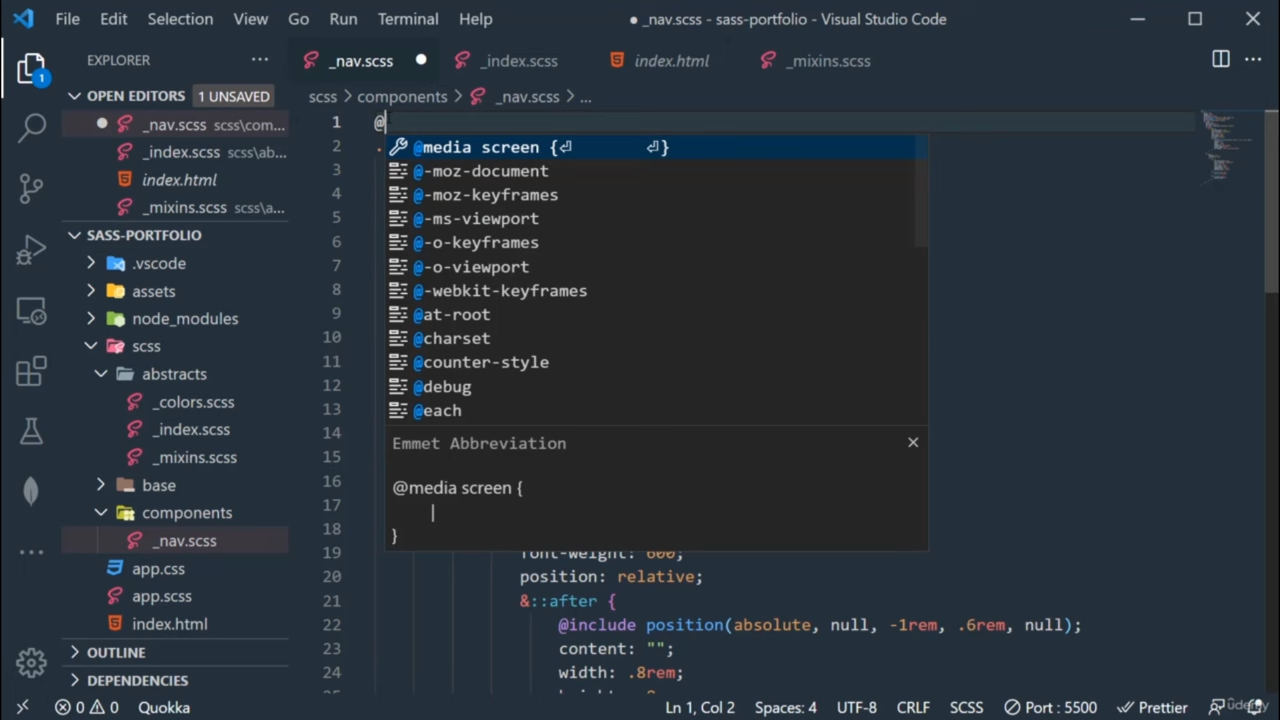 File Edit Selection View Go Run Terminal Help
● _nav.scss - sass-portfolio - Visual Studio Code
EXPLORER ...
_nav.scss ●
_index.scss
index.html
_mixins.scss
OPEN EDITORS 1 UNSAVED
_nav.scss scss\com...
_index.scss scss\ab...
index.html
_mixins.scss scss\a...
SASS-PORTFOLIO
.vscode
assets
node_modules
scss
abstracts
_colors.scss
_index.scss
_mixins.scss
base
components
_nav.scss
app.css
app.scss
index.html
OUTLINE
DEPENDENCIES
1
scss > components > _nav.scss > ...
1 @
2 .
3
4
5
6
7
8
9
10
11
12
13
14
15
16
17
18
@media screen {⏎ ⏎}
@-moz-document
@-moz-keyframes
@-ms-viewport
@-o-keyframes
@-o-viewport
@-webkit-keyframes
@at-root
@charset
@counter-style
@debug
@each
Emmet Abbreviation
@media screen {
|
}
19 font-weight: 600;
20 position: relative;
21 &::after {
22 @include position(absolute, null, -1rem, .6rem, null);
23 content: "";
24 width: .8rem;
0 0 Quokka
Ln 1, Col 2 Spaces: 4 UTF-8 CRLF SCSS Port : 5500 Prettier
udemy